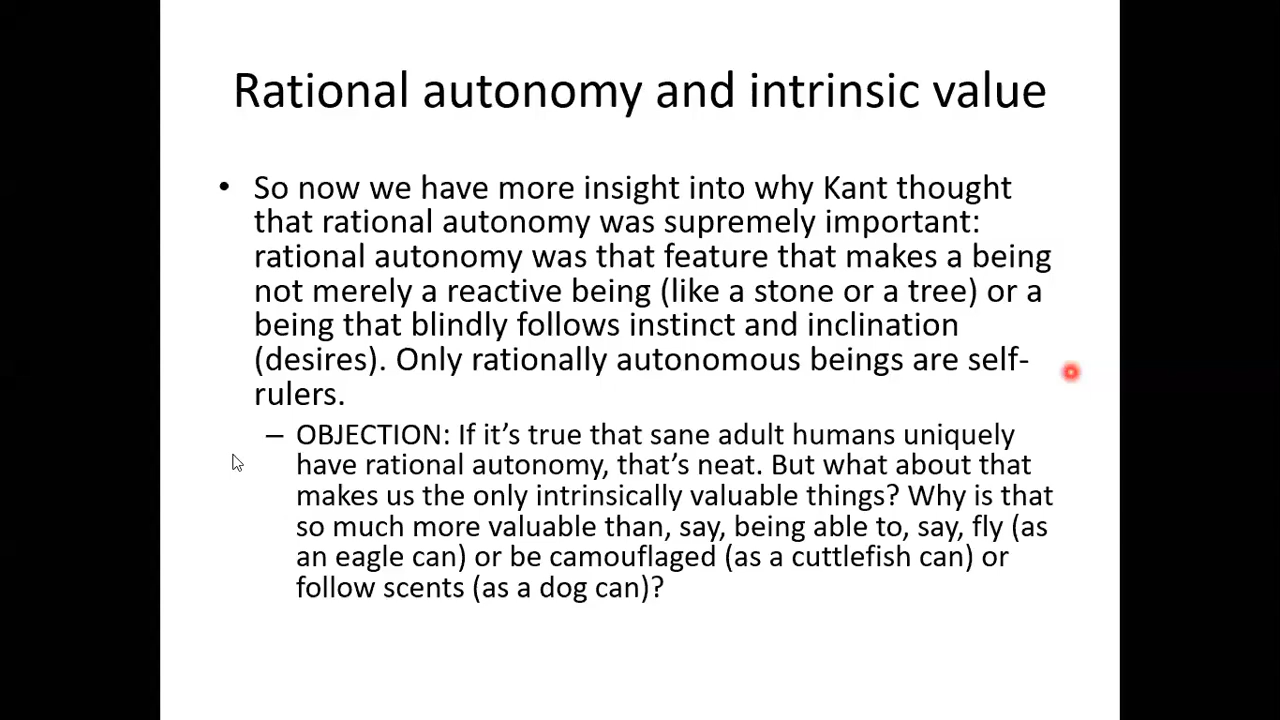 Rational autonomy and intrinsic value
• So now we have more insight into why Kant thought
that rational autonomy was supremely important:
rational autonomy was that feature that makes a being
not merely a reactive being (like a stone or a tree) or a
being that blindly follows instinct and inclination
(desires). Only rationally autonomous beings are self-
rulers.
– OBJECTION: If it’s true that sane adult humans uniquely
have rational autonomy, that’s neat. But what about that
makes us the only intrinsically valuable things? Why is that
so much more valuable than, say, being able to, say, fly (as
an eagle can) or be camouflaged (as a cuttlefish can) or
follow scents (as a dog can)?